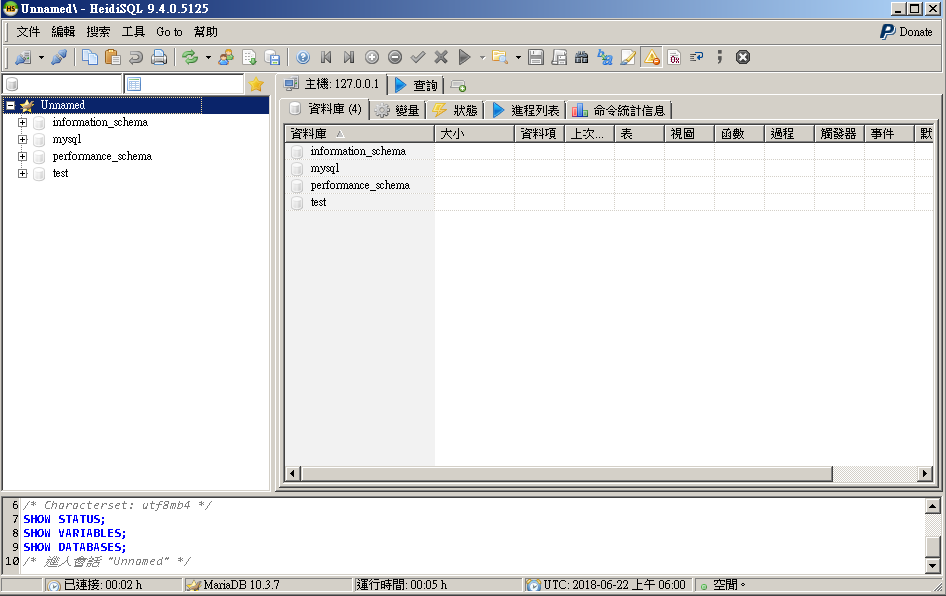 Unnamed\ - HeidiSQL 9.4.0.5125
文件 編輯 搜索 工具 Go to 幫助 Donate
主機: 127.0.0.1 查詢
Unnamed
information_schema
mysql
performance_schema
test
資料庫 (4) 變量 狀態 進程列表 命令統計信息
資料庫 大小 資料項 上次... 表 視圖 函數 過程 觸發器 事件 默
information_schema
mysql
performance_schema
test
6 /* Characterset: utf8mb4 */
7 SHOW STATUS;
8 SHOW VARIABLES;
9 SHOW DATABASES;
10 /* 進入會話 "Unnamed" */
已連接: 00:02 h MariaDB 10.3.7 運行時間: 00:05 h UTC: 2018-06-22 上午 06:00 空閒。